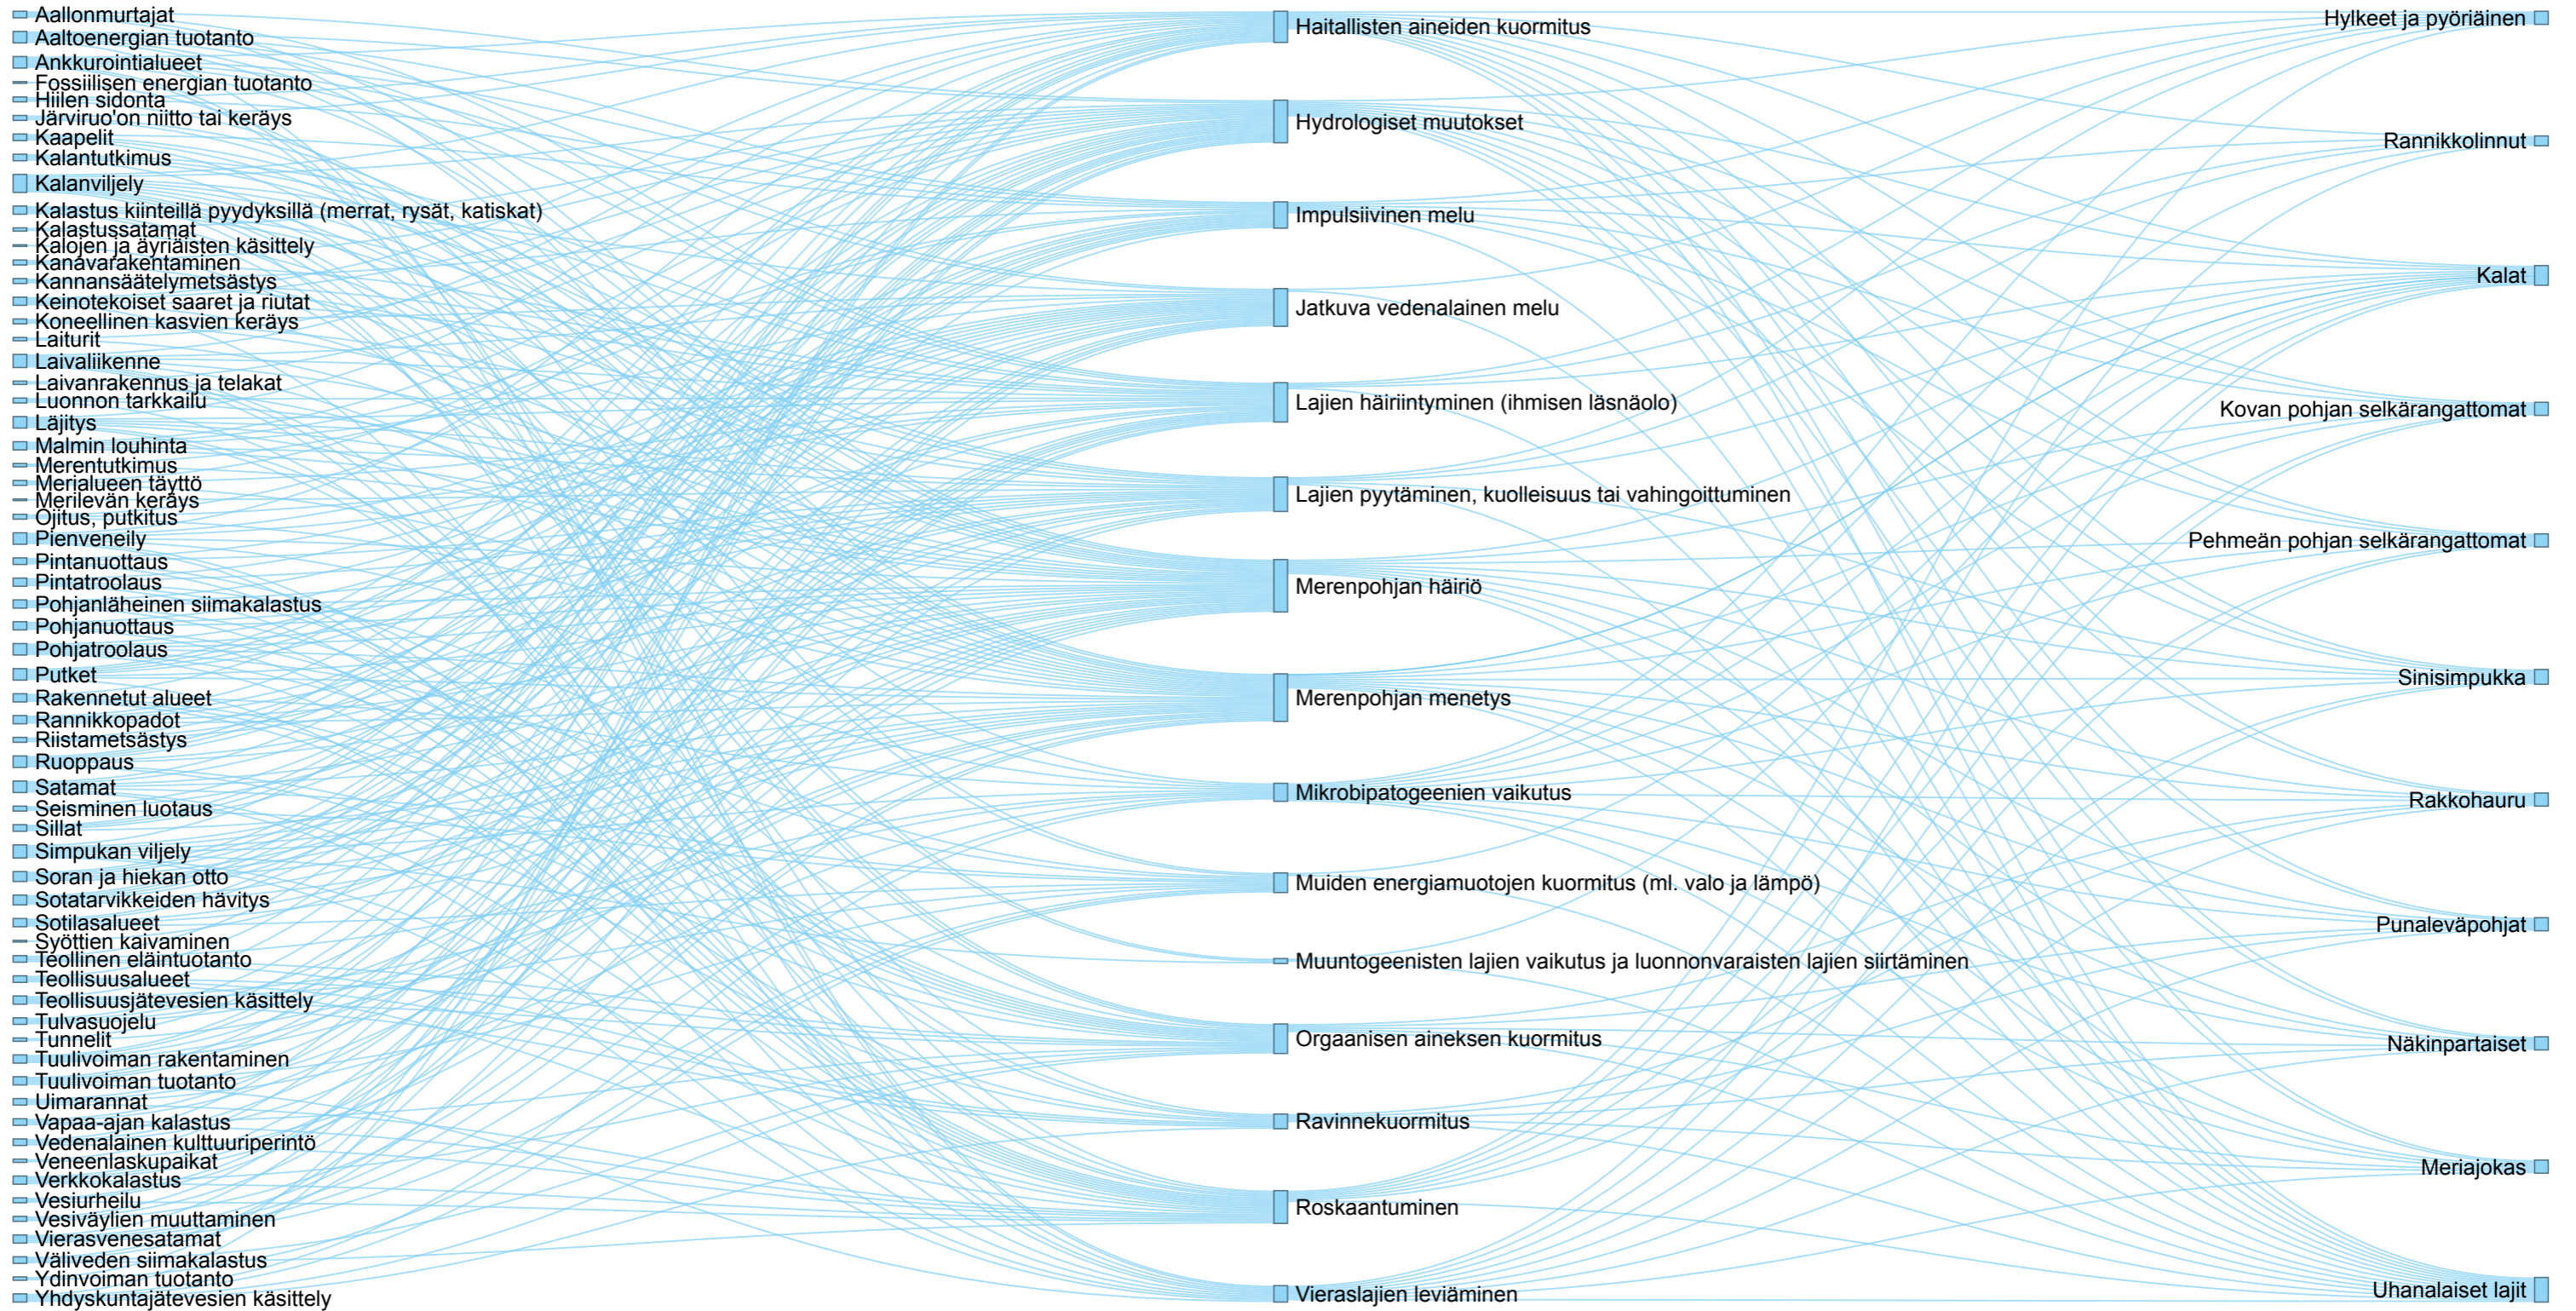 Aallonmurtajat
Aaltoenergian tuotanto
Ankkurointialueet
Fossiilisen energian tuotanto
Hiilen sidonta
Järviruo'on niitto tai keräys
Kaapelit
Kalantutkimus
Kalanviljely
Kalastus kiinteillä pyydyksillä (merrat, rysät, katiskat)
Kalastussatamat
Kalojen ja äyriäisten käsittely
Kanavarakentaminen
Kannansäätelymetsästys
Keinotekoiset saaret ja riutat
Koneellinen kasvien keräys
Laiturit
Laivaliikenne
Laivanrakennus ja telakat
Luonnon tarkkailu
Läjitys
Malmin louhinta
Merentutkimus
Merialueen täyttö
Merilevän keräys
Ojitus, putkitus
Pienveneily
Pintanuottaus
Pintatroolaus
Pohjanläheinen siimakalastus
Pohjanuottaus
Pohjatroolaus
Putket
Rakennetut alueet
Rannikkopadot
Riistametsästys
Ruoppaus
Satamat
Seisminen luotaus
Sillat
Simpukan viljely
Soran ja hiekan otto
Sotatarvikkeiden hävitys
Sotilasalueet
Syöttien kaivaminen
Teollinen eläintuotanto
Teollisuusalueet
Teollisuusjätevesien käsittely
Tulvasuojelu
Tunnelit
Tuulivoiman rakentaminen
Tuulivoiman tuotanto
Uimarannat
Vapaa-ajan kalastus
Vedenalainen kulttuuriperintö
Veneenlaskupaikat
Verkkokalastus
Vesiurheilu
Vesiväylien muuttaminen
Vierasvenesatamat
Väliveden siimakalastus
Ydinvoiman tuotanto
Yhdyskuntajätevesien käsittely
Haitallisten aineiden kuormitus
Hydrologiset muutokset
Impulsiivinen melu
Jatkuva vedenalainen melu
Lajien häiriintyminen (ihmisen läsnäolo)
Lajien pyytäminen, kuolleisuus tai vahingoittuminen
Merenpohjan häiriö
Merenpohjan menetys
Mikrobipatogeenien vaikutus
Muiden energiamuotojen kuormitus (ml. valo ja lämpö)
Muuntogeenisten lajien vaikutus ja luonnonvaraisten lajien siirtäminen
Orgaanisen aineksen kuormitus
Ravinnekuormitus
Roskaantuminen
Vieraslajien leviäminen
Hylkeet ja pyöriäinen
Rannikkolinnut
Kalat
Kovan pohjan selkärangattomat
Pehmeän pohjan selkärangattomat
Sinisimpukka
Rakkohauru
Punaleväpohjat
Näkinpartaiset
Meriajokas
Uhanalaiset lajit